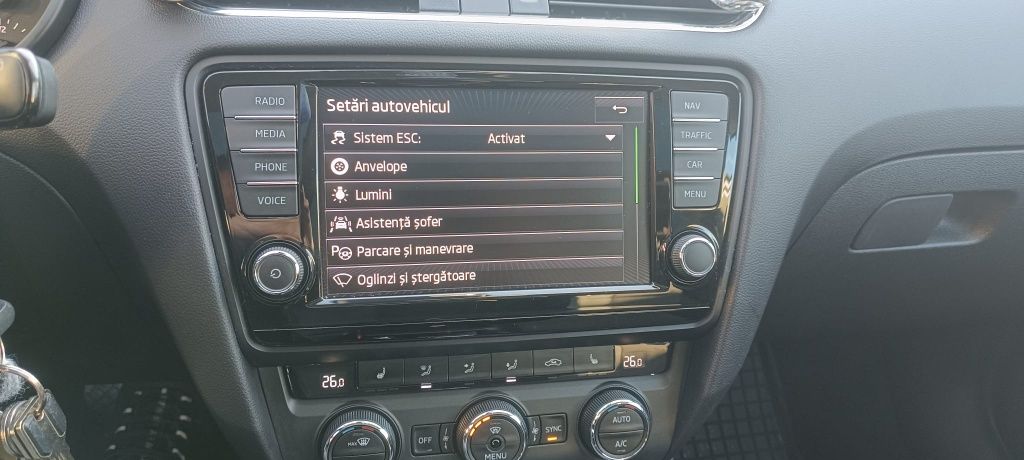 Setări autovehicul
Sistem ESC: Activat
Anvelope
Lumini
Asistență șofer
Parcare și manevrare
Oglinzi și ștergătoare
RADIO
MEDIA
PHONE
VOICE
NAV
TRAFFIC
CAR
MENU
26.0
26.0
MAX
OFF
MENU
SYNC
AUTO
A/C